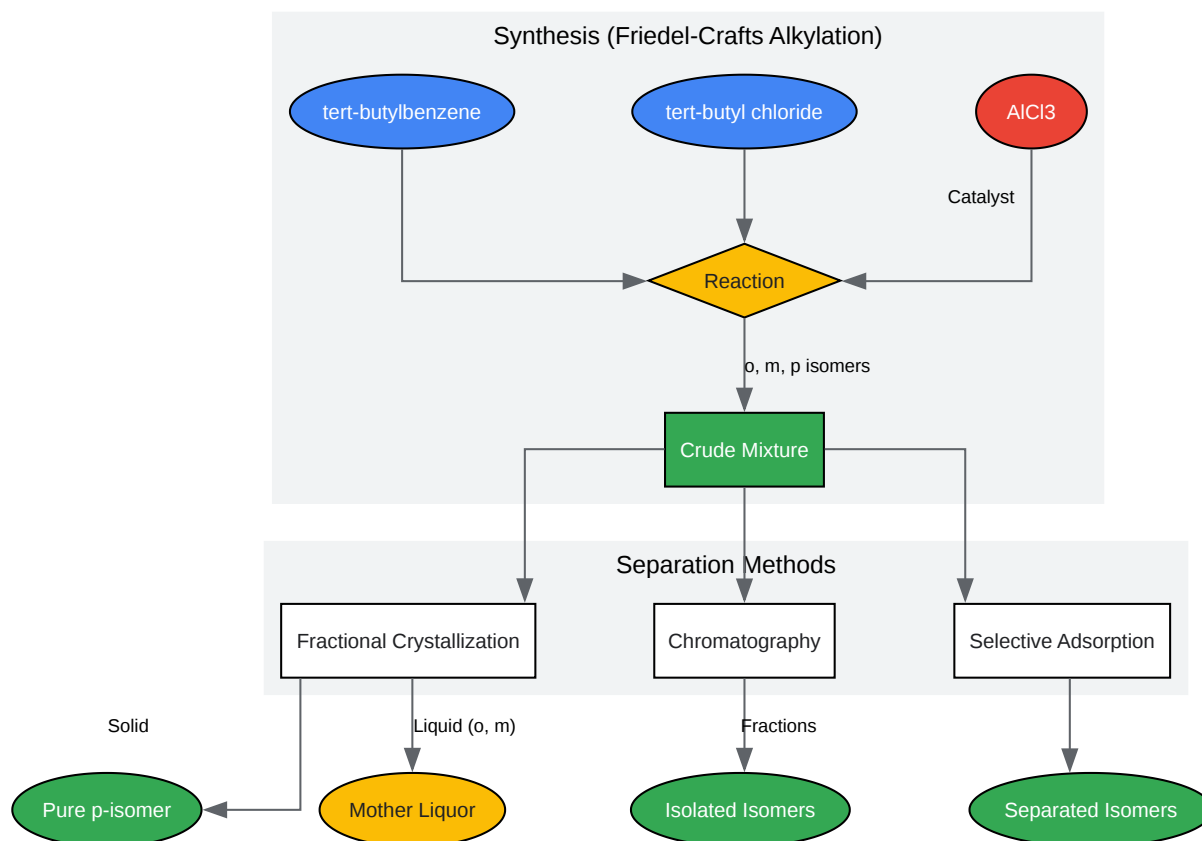 Synthesis (Friedel-Crafts Alkylation)
tert-butylbenzene
tert-butyl chloride
AlCl3
Catalyst
Reaction
o, m, p isomers
Crude Mixture
Separation Methods
Fractional Crystallization
Chromatography
Selective Adsorption
Solid
Liquid (o, m)
Fractions
Pure p-isomer
Mother Liquor
Isolated Isomers
Separated Isomers